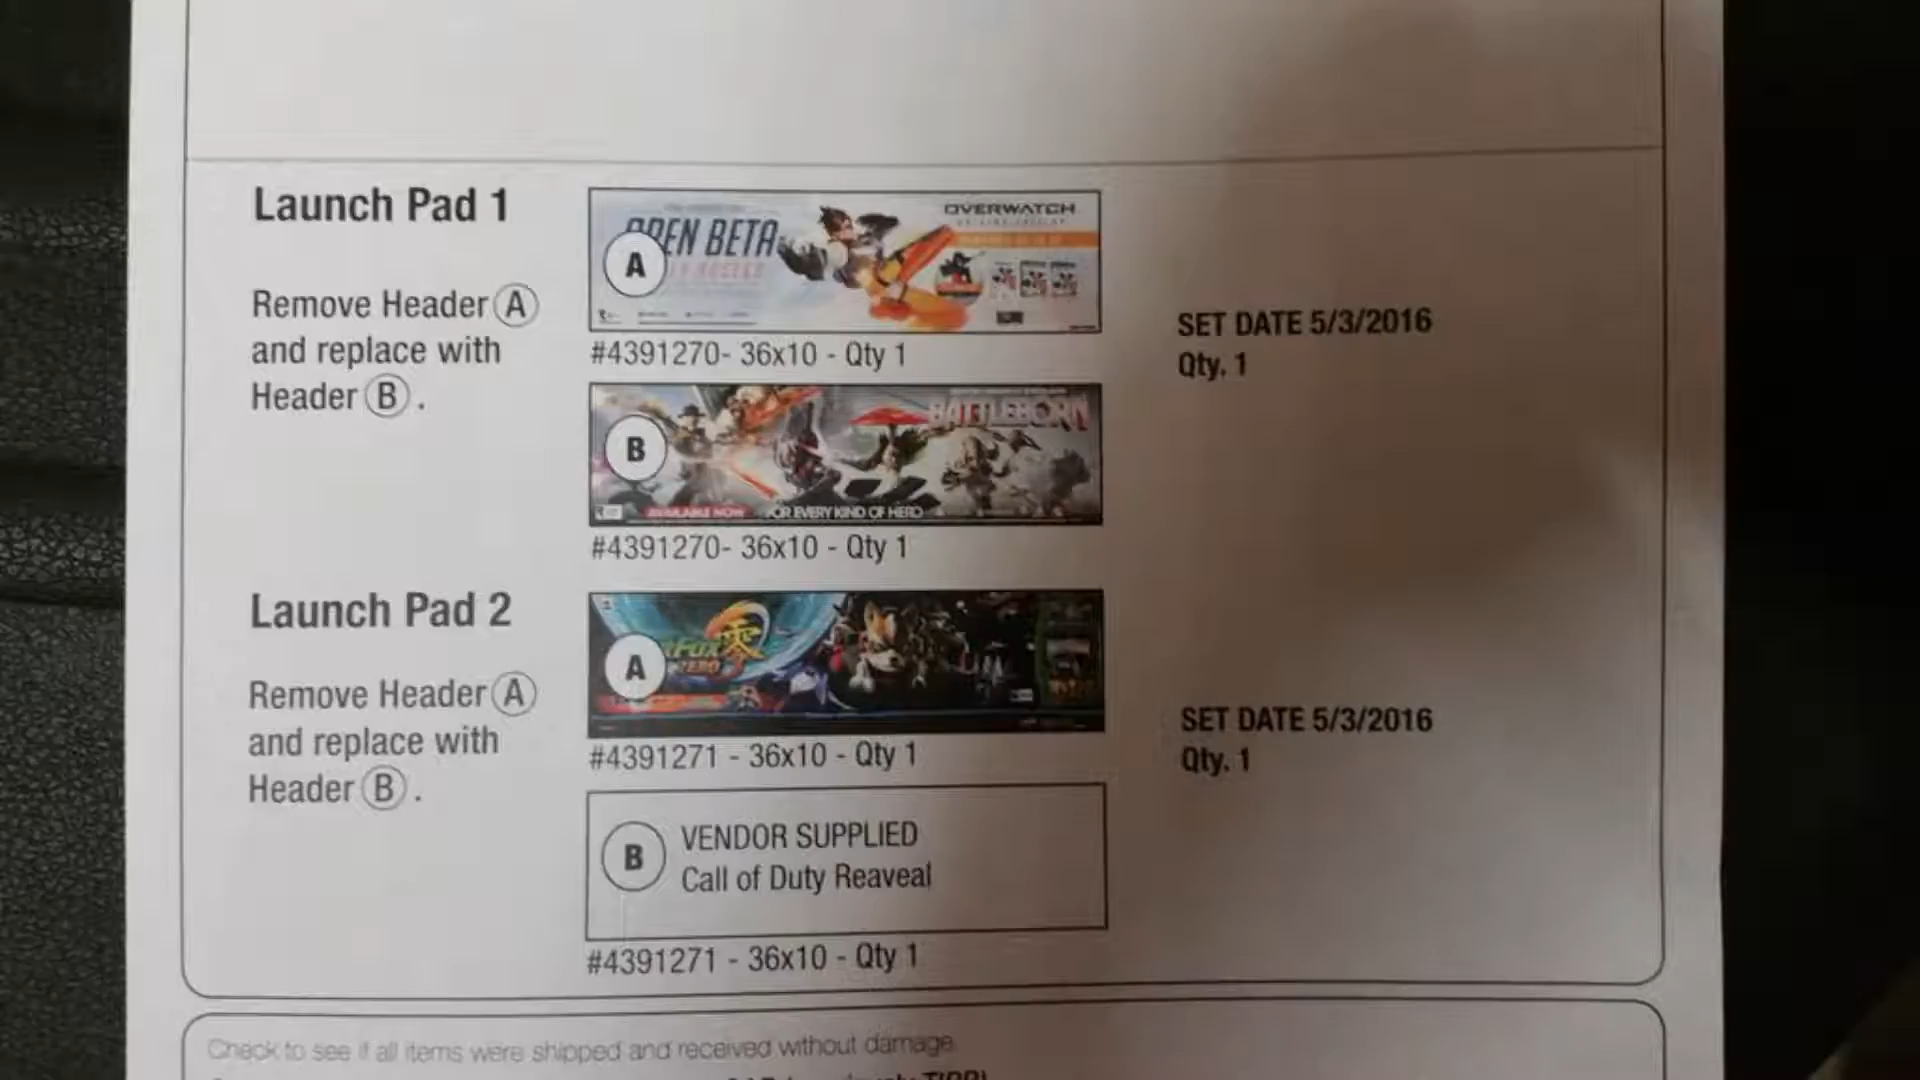 Launch Pad 1
Remove Header A
and replace with
Header B .
OPEN BETA
OVERWATCH
A
#4391270- 36x10 - Qty 1
SET DATE 5/3/2016
Qty. 1
BATTLEBORN
B
AVAILABLE NOW FOR EVERY KIND OF HERO
#4391270- 36x10 - Qty 1
Launch Pad 2
Remove Header A
and replace with
Header B .
Fox 零
ZERO
A
#4391271 - 36x10 - Qty 1
SET DATE 5/3/2016
Qty. 1
B
VENDOR SUPPLIED
Call of Duty Reaveal
#4391271 - 36x10 - Qty 1
Check to see if all items were shipped and received without damage.